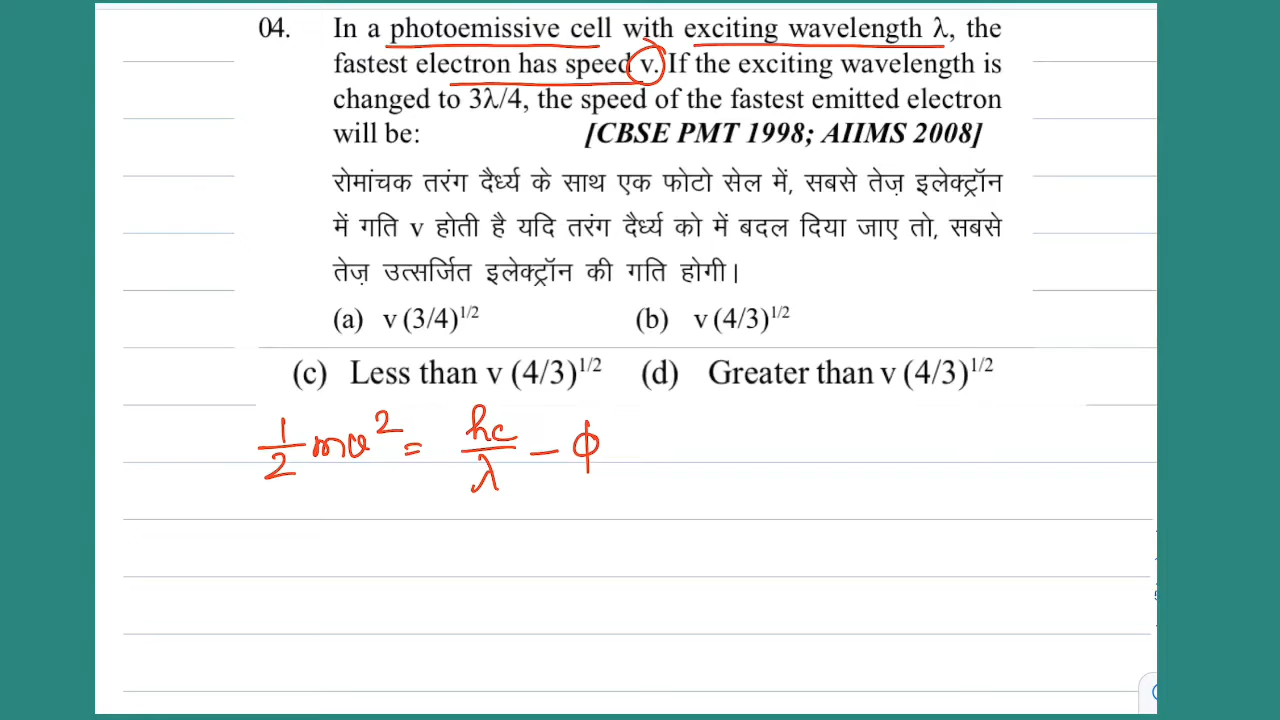 04. In a photoemissive cell with exciting wavelength λ, the
fastest electron has speed v. If the exciting wavelength is
changed to 3λ/4, the speed of the fastest emitted electron
will be: [CBSE PMT 1998; AIIMS 2008]
रोमांचक तरंग दैर्ध्य के साथ एक फोटो सेल में, सबसे तेज़ इलेक्ट्रॉन
में गति v होती है यदि तरंग दैर्ध्य को में बदल दिया जाए तो, सबसे
तेज़ उत्सर्जित इलेक्ट्रॉन की गति होगी।
(a) v (3/4)^1/2 (b) v (4/3)^1/2
(c) Less than v (4/3)^1/2 (d) Greater than v (4/3)^1/2
1/2 mv² = hc/λ − ϕ